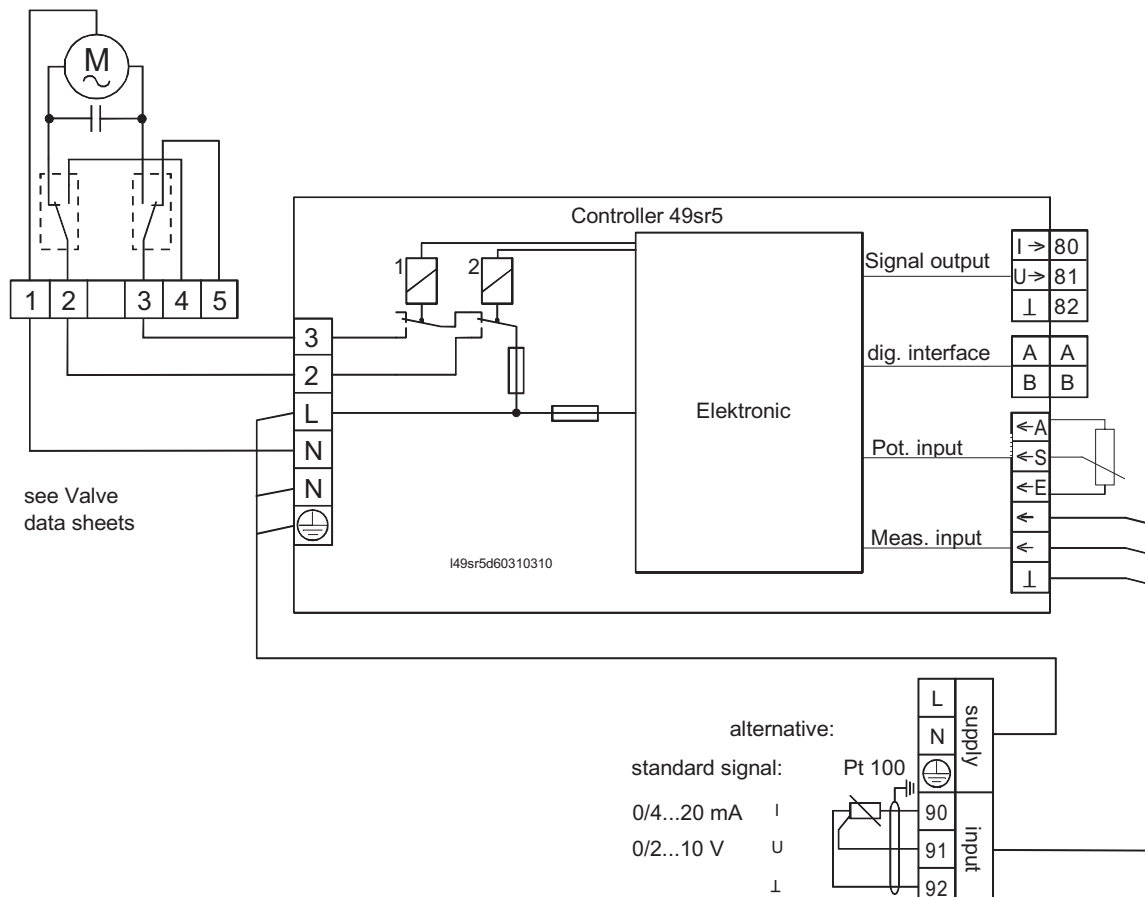 M
1 2 3 4 5
see Valve
data sheets
Controller 49sr5
1 2
3
2
L
N
N
Elektronic
l49sr5d60310310
Signal output
dig. interface
Pot. input
Meas. input
I → 80
U→ 81
⊥ 82
A A
B B
←A
←S
←E
←
←
⊥
alternative:
standard signal: Pt 100
0/4...20 mA I
0/2...10 V U
⊥
L
N
supply
90
91
92
input